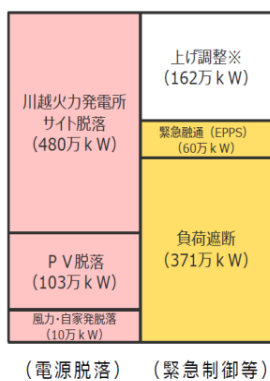 川越火力発電所
サイト脱落
(480万kW)
PV脱落
(103万kW)
風力・自家発脱落
(10万kW)
(電源脱落)
上げ調整※
(162万kW)
緊急融通(EPPS)
(60万kW)
負荷遮断
(371万kW)
(緊急制御等)